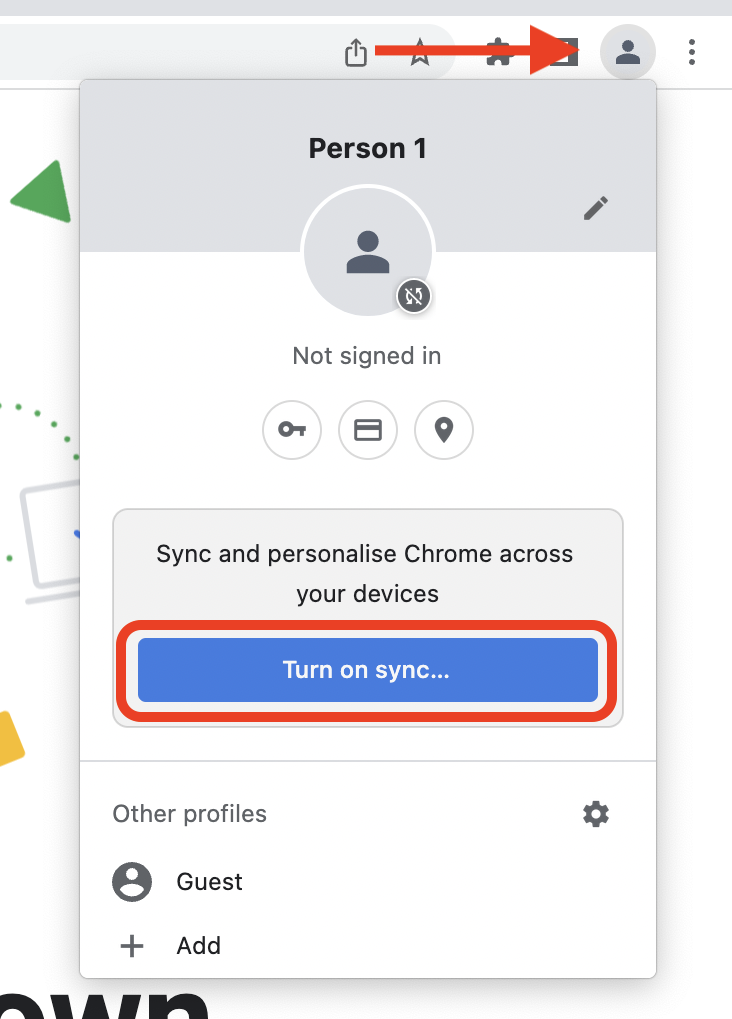 Person 1
Not signed in
Sync and personalise Chrome across
your devices
Turn on sync...
Other profiles
Guest
Add
own